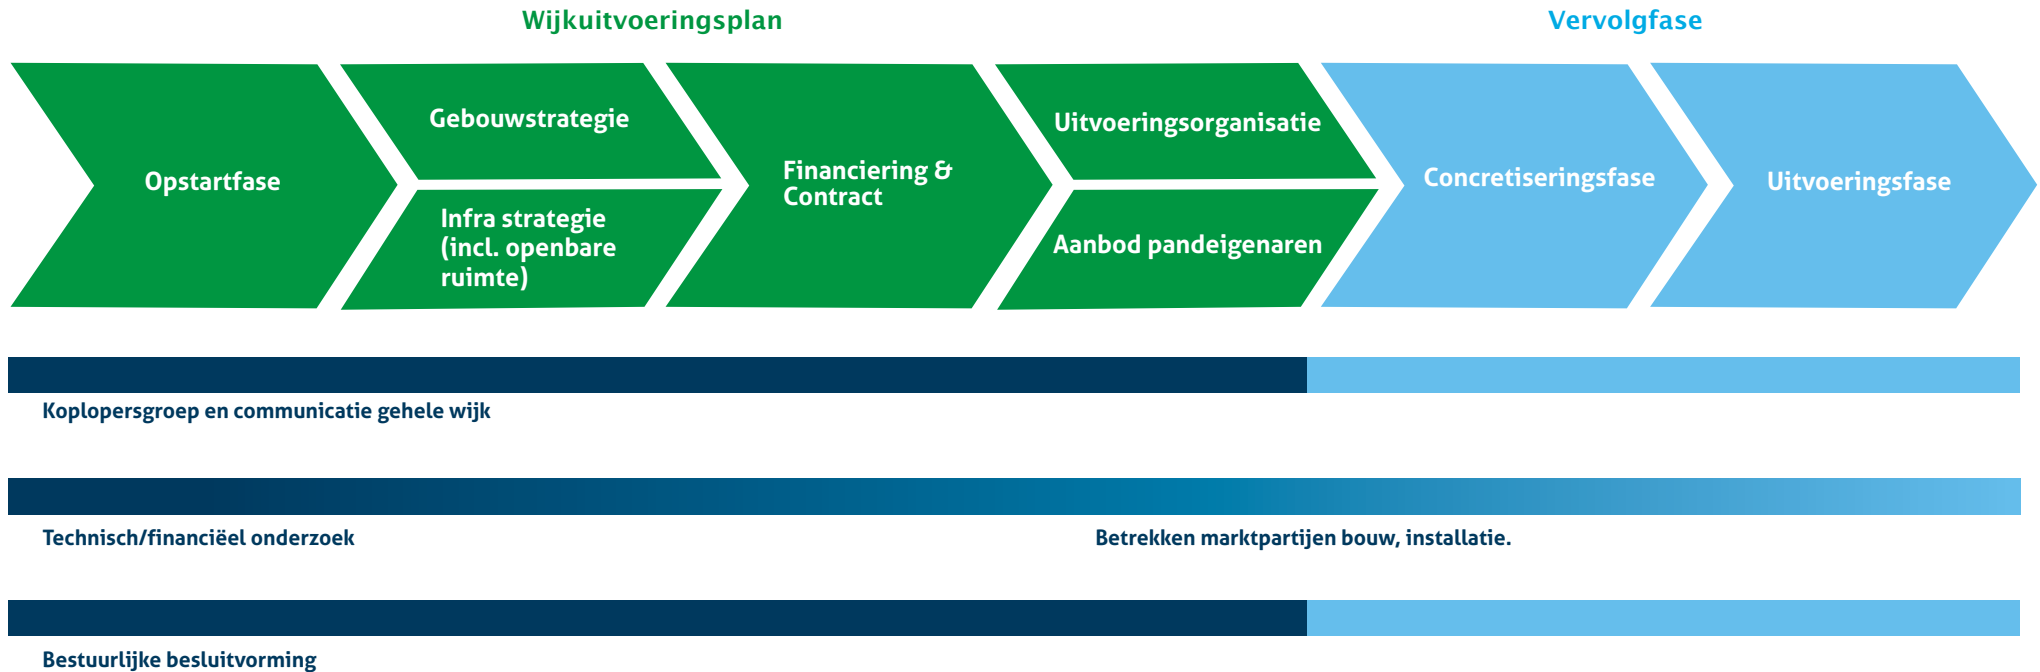 Wijkuitvoeringsplan
Vervolgfase
Opstartfase
Gebouwstrategie
Infra strategie
(incl. openbare
ruimte)
Financiering &
Contract
Uitvoeringsorganisatie
Aanbod pandeigenaren
Concretiseringsfase
Uitvoeringsfase
Koplopersgroep en communicatie gehele wijk
Technisch/financiëel onderzoek
Betrekken marktpartijen bouw, installatie.
Bestuurlijke besluitvorming